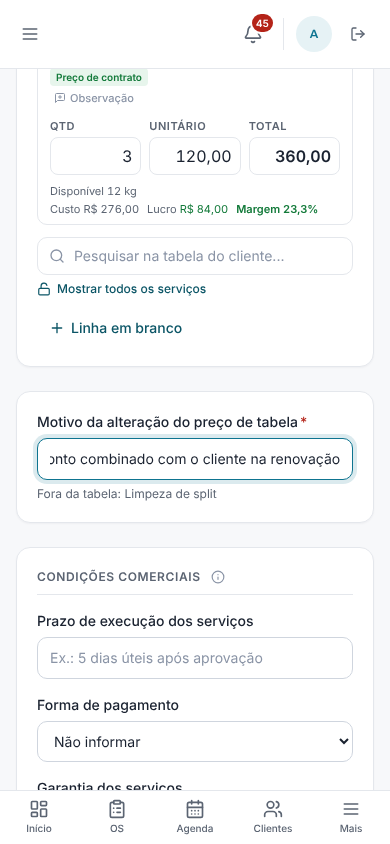 45
A
Preço de contrato
Observação
QTD UNITÁRIO TOTAL
3 120,00 360,00
Disponível 12 kg
Custo R$ 276,00 Lucro R$ 84,00 Margem 23,3%
Pesquisar na tabela do cliente...
Mostrar todos os serviços
+ Linha em branco
Motivo da alteração do preço de tabela *
onto combinado com o cliente na renovação
Fora da tabela: Limpeza de split
CONDIÇÕES COMERCIAIS
Prazo de execução dos serviços
Ex.: 5 dias úteis após aprovação
Forma de pagamento
Não informar
Garantia dos serviços
Início OS Agenda Clientes Mais